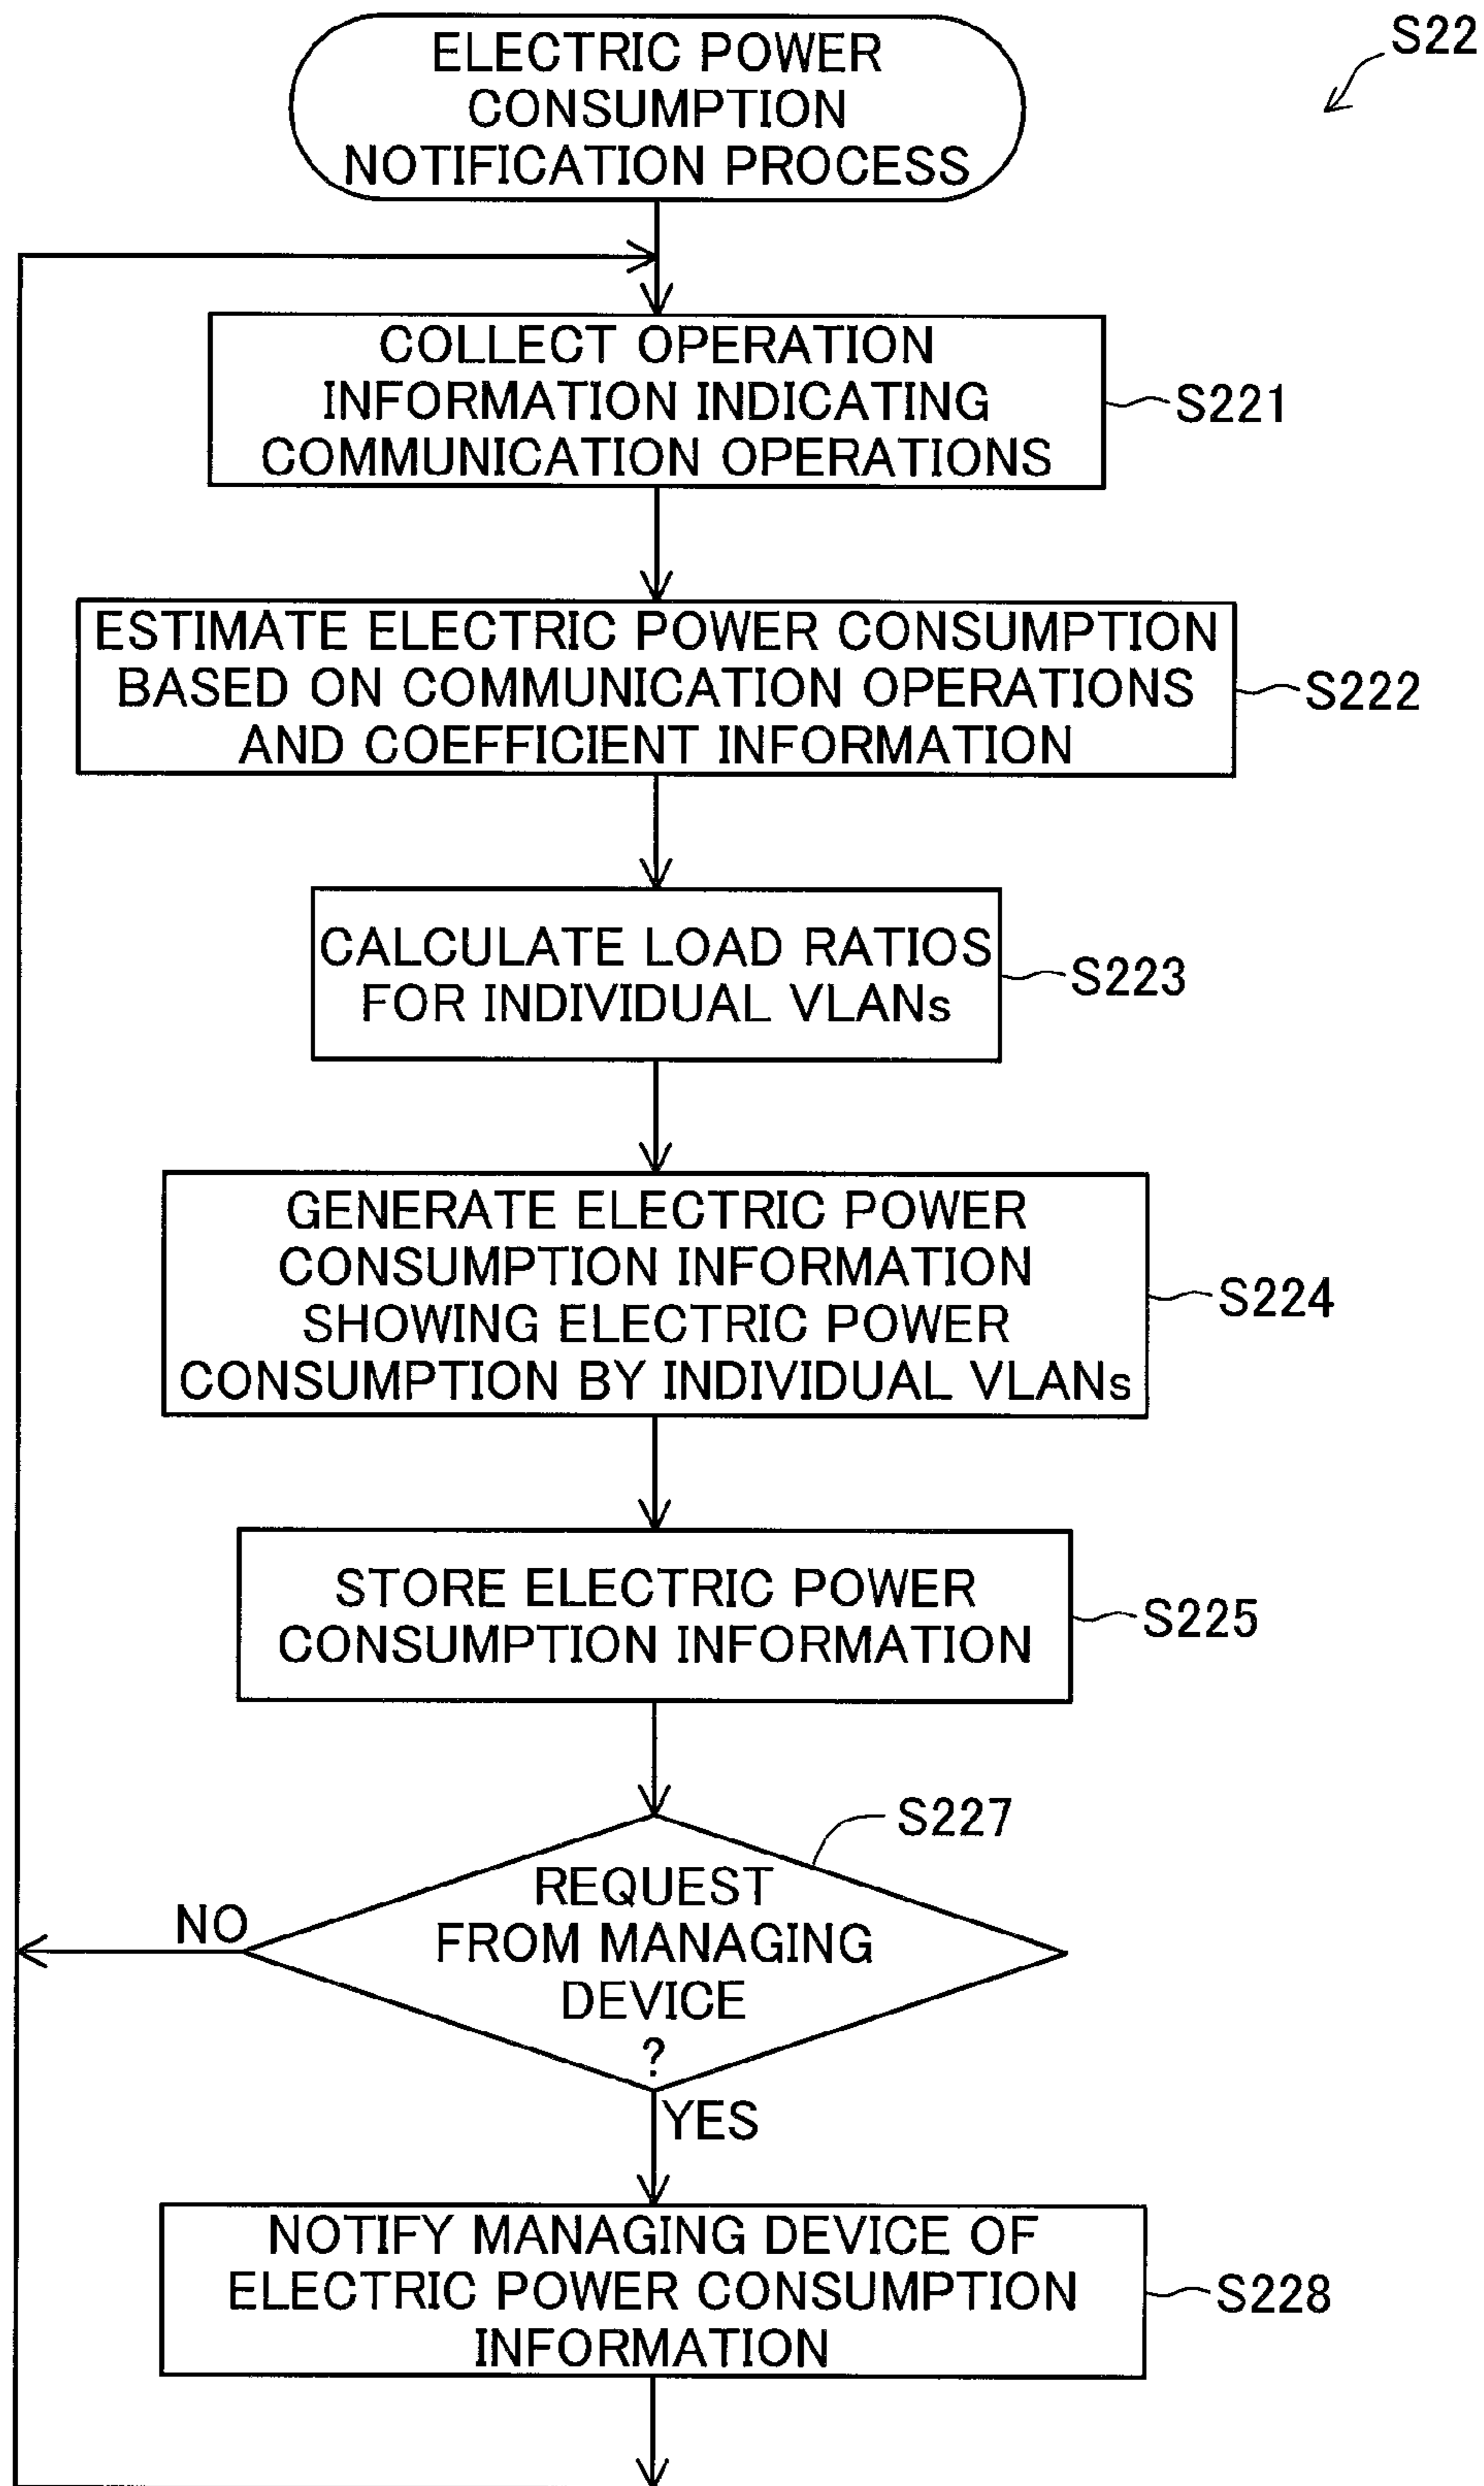 S22
ELECTRIC POWER
CONSUMPTION
NOTIFICATION PROCESS
COLLECT OPERATION
INFORMATION INDICATING
COMMUNICATION OPERATIONS
S221
ESTIMATE ELECTRIC POWER CONSUMPTION
BASED ON COMMUNICATION OPERATIONS
AND COEFFICIENT INFORMATION
S222
CALCULATE LOAD RATIOS
FOR INDIVIDUAL VLANs
S223
GENERATE ELECTRIC POWER
CONSUMPTION INFORMATION
SHOWING ELECTRIC POWER
CONSUMPTION BY INDIVIDUAL VLANs
S224
STORE ELECTRIC POWER
CONSUMPTION INFORMATION
S225
S227
REQUEST
FROM MANAGING
DEVICE
?
NO
YES
NOTIFY MANAGING DEVICE OF
ELECTRIC POWER CONSUMPTION
INFORMATION
S228